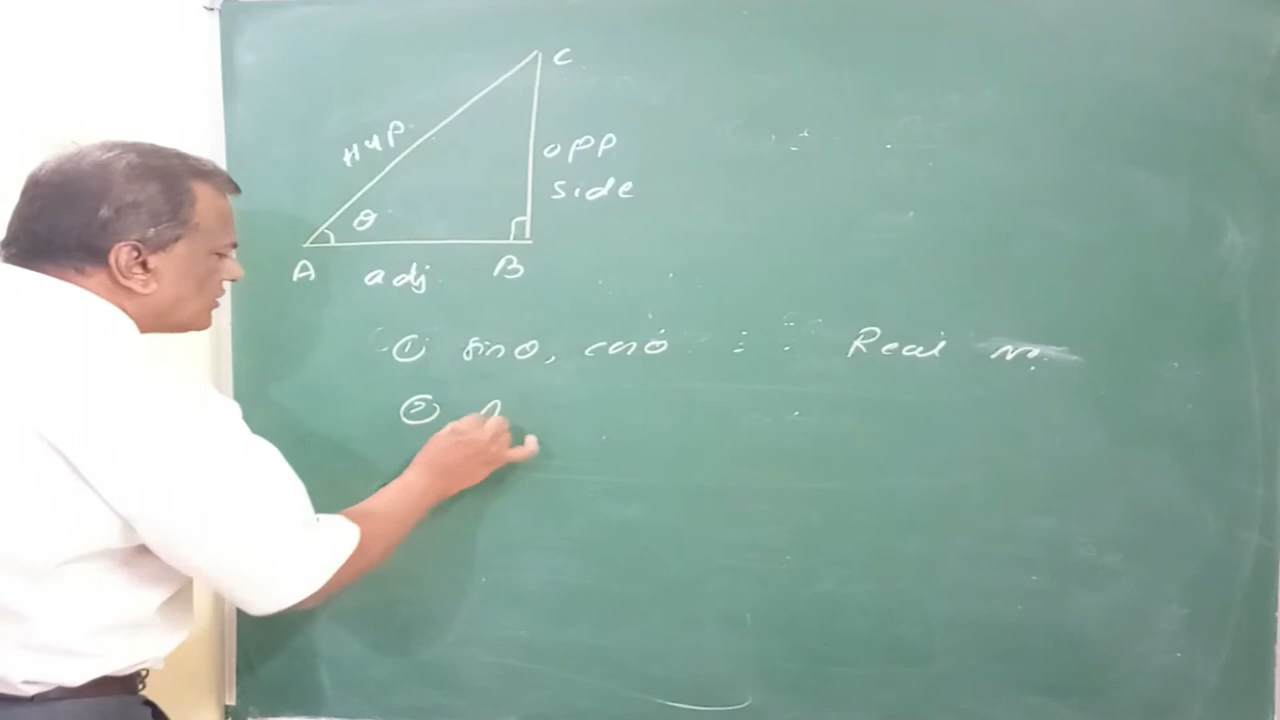 C
HYP.
OPP
side
θ
A adj. B
① sinθ, cosθ : : Real No.
②